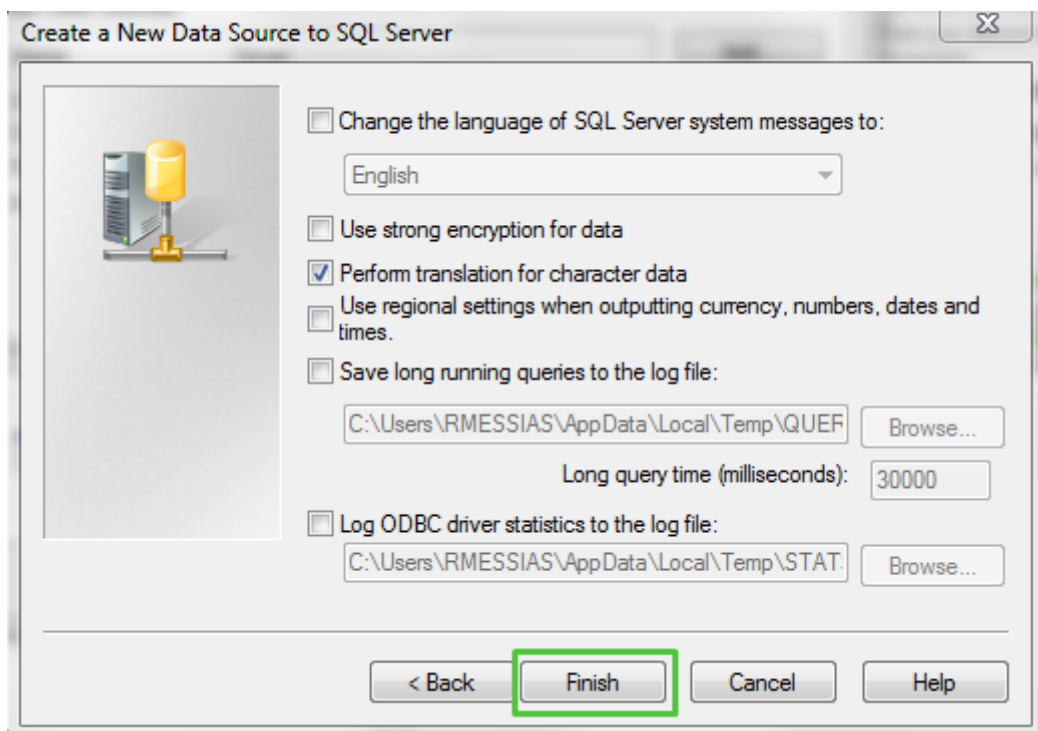 Create a New Data Source to SQL Server
Change the language of SQL Server system messages to:
English
Use strong encryption for data
Perform translation for character data
Use regional settings when outputting currency, numbers, dates and
times.
Save long running queries to the log file:
C:\Users\RMESSIAS\AppData\Local\Temp\QUER
Browse...
Long query time (milliseconds):
30000
Log ODBC driver statistics to the log file:
C:\Users\RMESSIAS\AppData\Local\Temp\STAT
Browse...
< Back
Finish
Cancel
Help